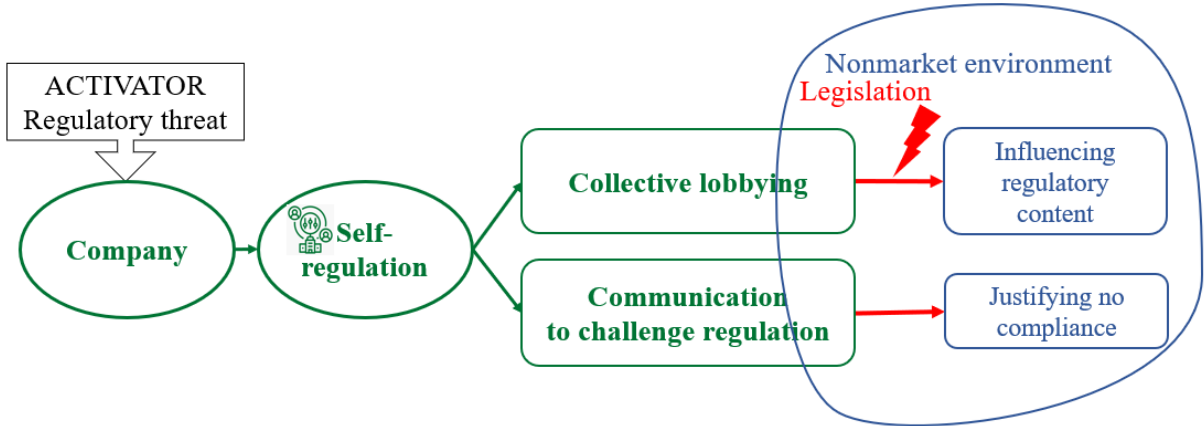 ACTIVATOR
Regulatory threat
Company
Self-
regulation
Collective lobbying
Communication
to challenge regulation
Nonmarket environment
Legislation
Influencing
regulatory
content
Justifying no
compliance